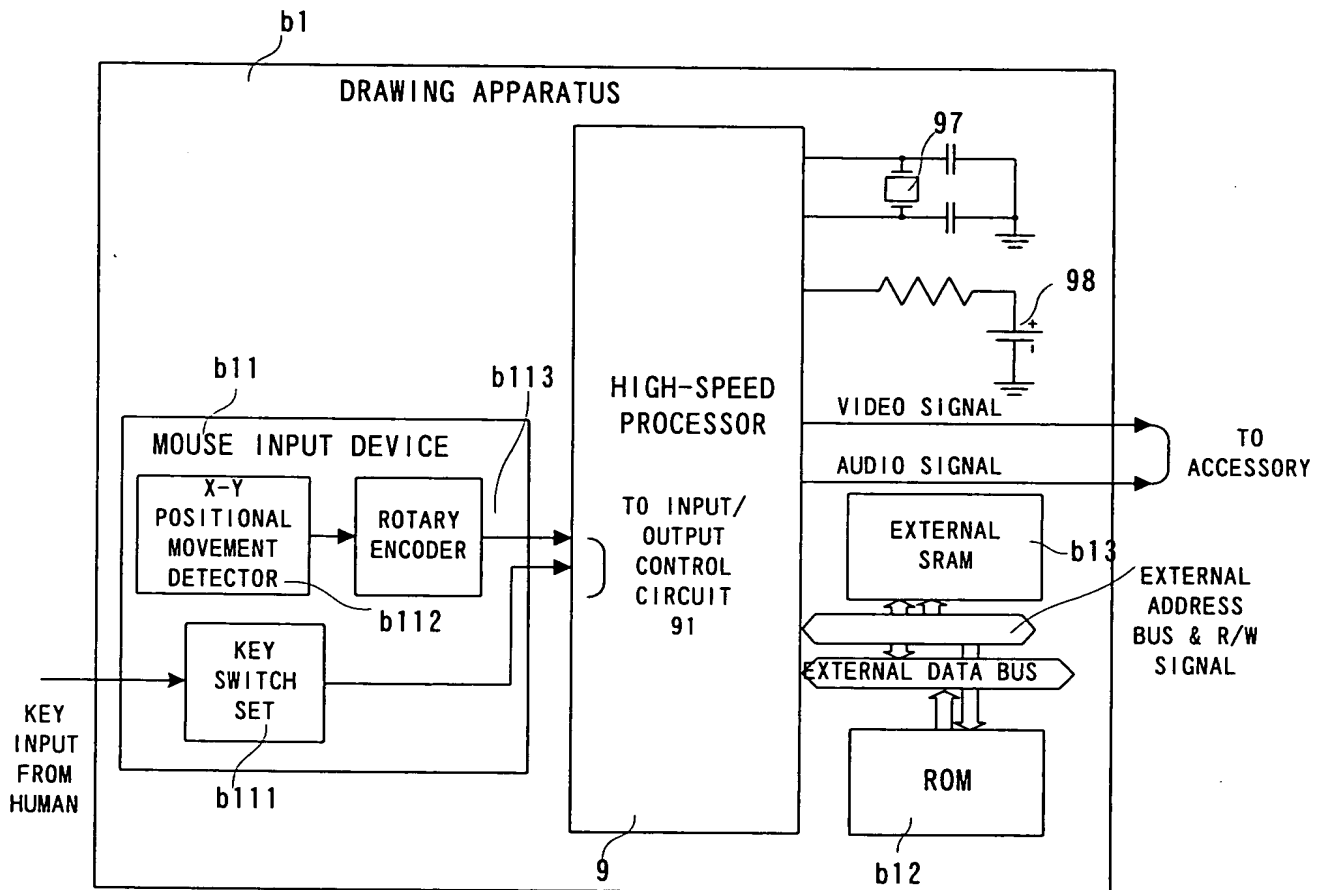 b1
DRAWING APPARATUS
97
98
+
-
b11
b113
MOUSE INPUT DEVICE
X-Y
POSITIONAL
MOVEMENT
DETECTOR
ROTARY
ENCODER
b112
KEY
SWITCH
SET
b111
KEY
INPUT
FROM
HUMAN
HIGH-SPEED
PROCESSOR
TO INPUT/
OUTPUT
CONTROL
CIRCUIT
91
9
VIDEO SIGNAL
AUDIO SIGNAL
TO
ACCESSORY
EXTERNAL
SRAM
b13
EXTERNAL
ADDRESS
BUS & R/W
SIGNAL
EXTERNAL DATA BUS
ROM
b12